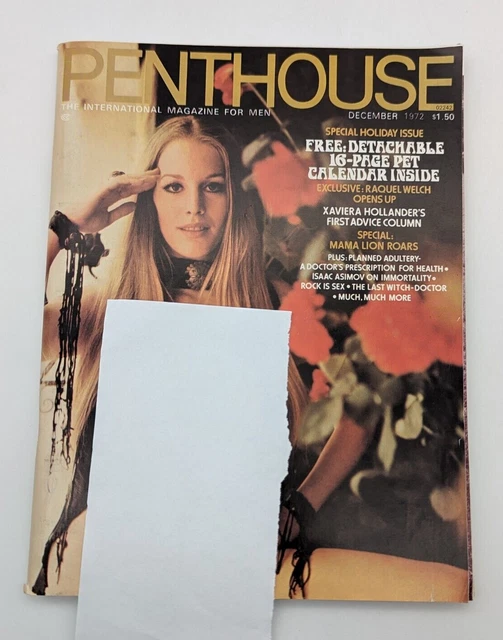 PENTHOUSE
02243
THE INTERNATIONAL MAGAZINE FOR MEN
DECEMBER 1972 $1.50
SPECIAL HOLIDAY ISSUE
FREE: DETACHABLE
16-PAGE PET
CALENDAR INSIDE
EXCLUSIVE: RAQUEL WELCH
OPENS UP
XAVIERA HOLLANDER'S
FIRST ADVICE COLUMN
SPECIAL:
MAMA LION ROARS
PLUS: PLANNED ADULTERY-
A DOCTOR'S PRESCRIPTION FOR HEALTH •
ISAAC ASIMOV ON IMMORTALITY •
ROCK IS SEX • THE LAST WITCH-DOCTOR
• MUCH, MUCH MORE